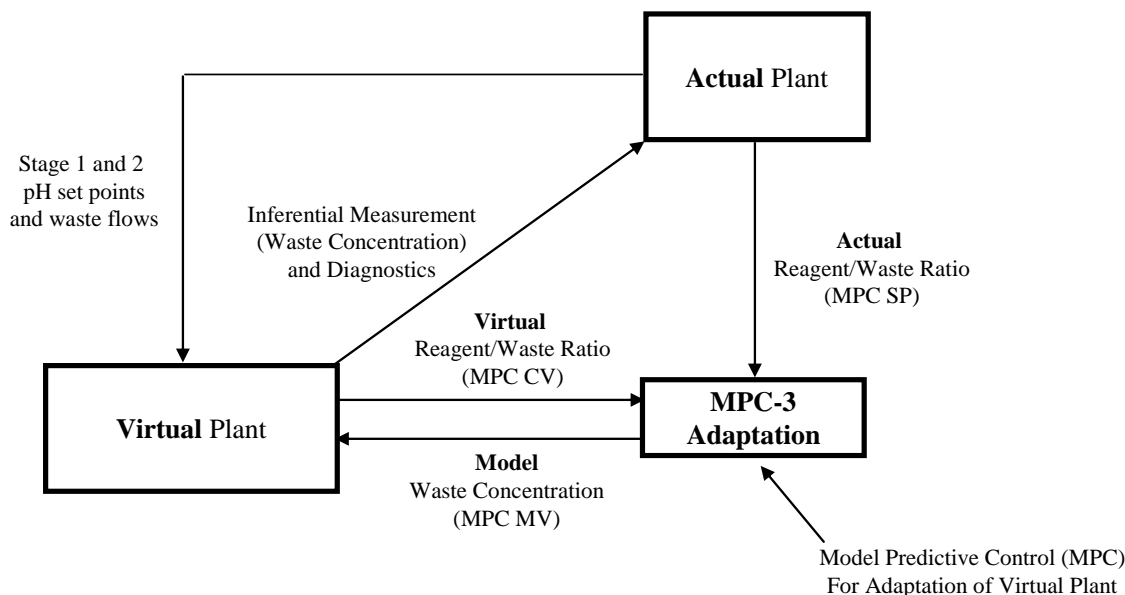 Actual Plant
Stage 1 and 2
pH set points
and waste flows
Inferential Measurement
(Waste Concentration)
and Diagnostics
Actual
Reagent/Waste Ratio
(MPC SP)
Virtual
Reagent/Waste Ratio
(MPC CV)
Virtual Plant
MPC-3
Adaptation
Model
Waste Concentration
(MPC MV)
Model Predictive Control (MPC)
For Adaptation of Virtual Plant